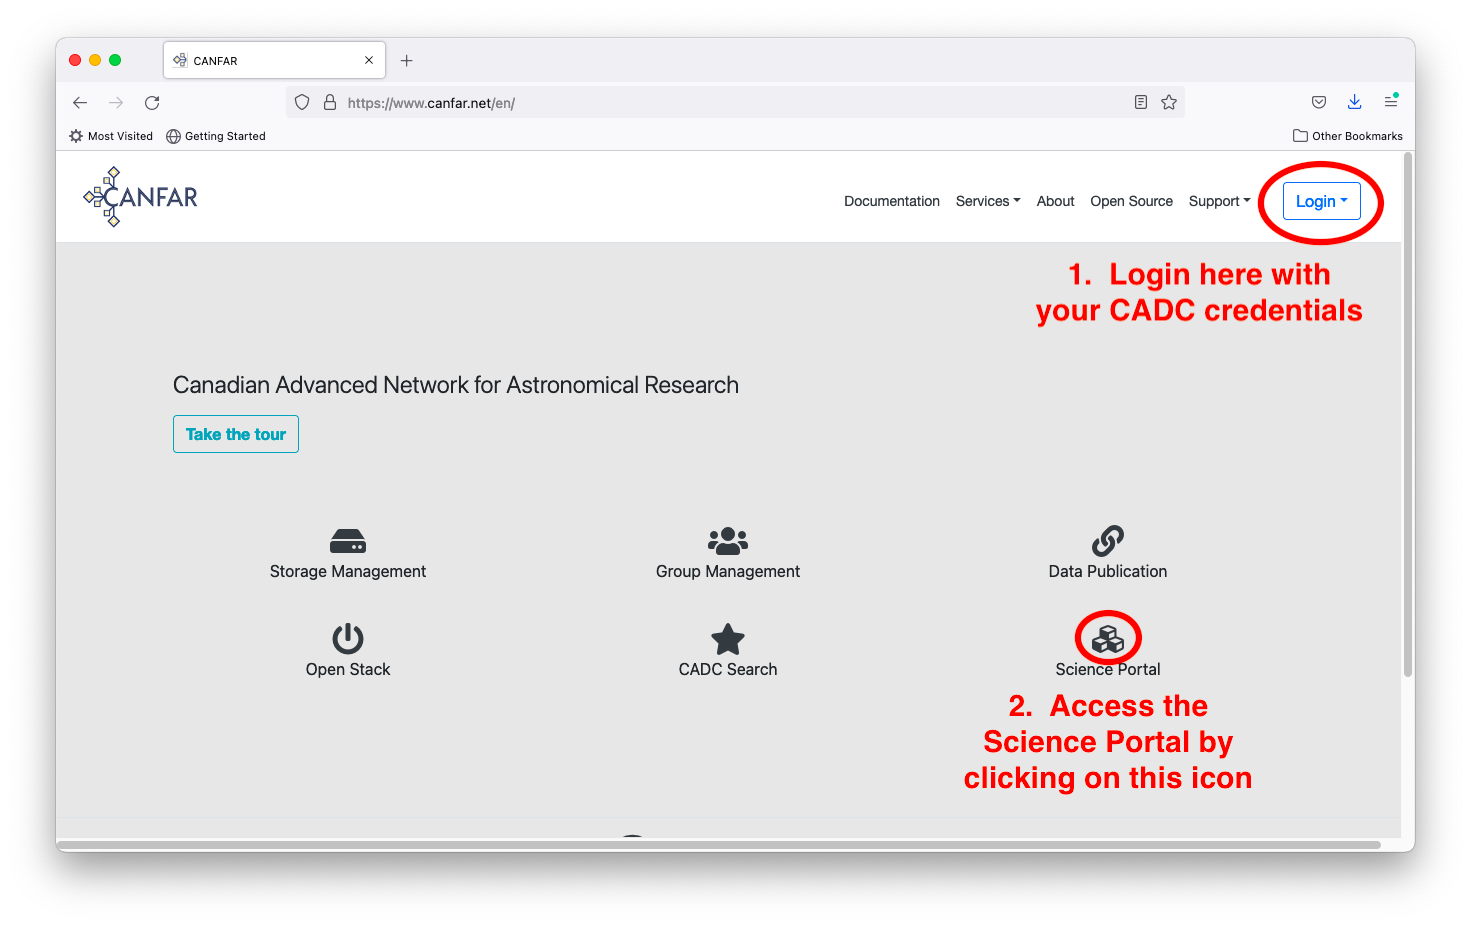 CANFAR
https://www.canfar.net/en/
Most Visited
Getting Started
Other Bookmarks
CANFAR
Documentation
Services
About
Open Source
Support
Login
1. Login here with
your CADC credentials
Canadian Advanced Network for Astronomical Research
Take the tour
Storage Management
Group Management
Data Publication
Open Stack
CADC Search
Science Portal
2. Access the
Science Portal by
clicking on this icon